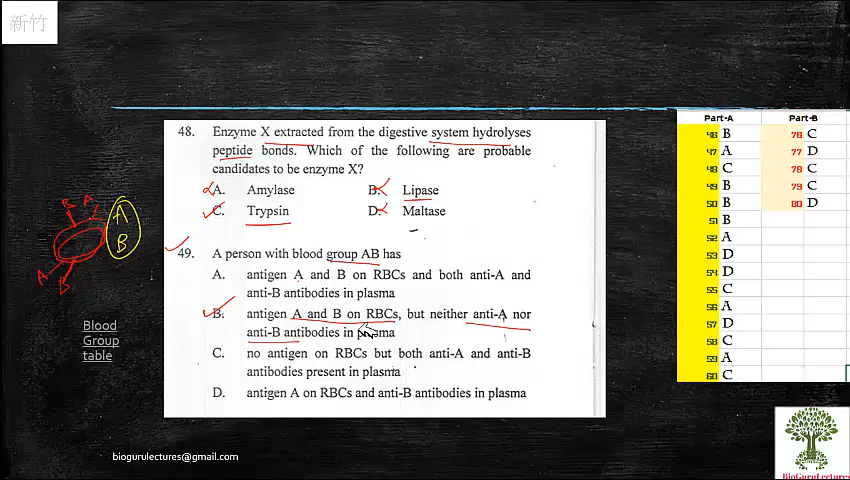 新竹
48. Enzyme X extracted from the digestive system hydrolyses
peptide bonds. Which of the following are probable
candidates to be enzyme X?
A. Amylase B. Lipase
C. Trypsin D. Maltase
49. A person with blood group AB has
A. antigen A and B on RBCs and both anti-A and
anti-B antibodies in plasma
B. antigen A and B on RBCs, but neither anti-A nor
anti-B antibodies in plasma
C. no antigen on RBCs but both anti-A and anti-B
antibodies present in plasma
D. antigen A on RBCs and anti-B antibodies in plasma
B A
A
B
A
B
Blood
Group
table
Part-A Part-B
46 B 76 C
47 A 77 D
48 C 78 C
49 B 79 C
50 B 80 D
51 B
52 A
53 D
54 D
55 C
56 A
57 D
58 C
59 A
60 C
biogurulectures@gmail.com
BioGuruLectures